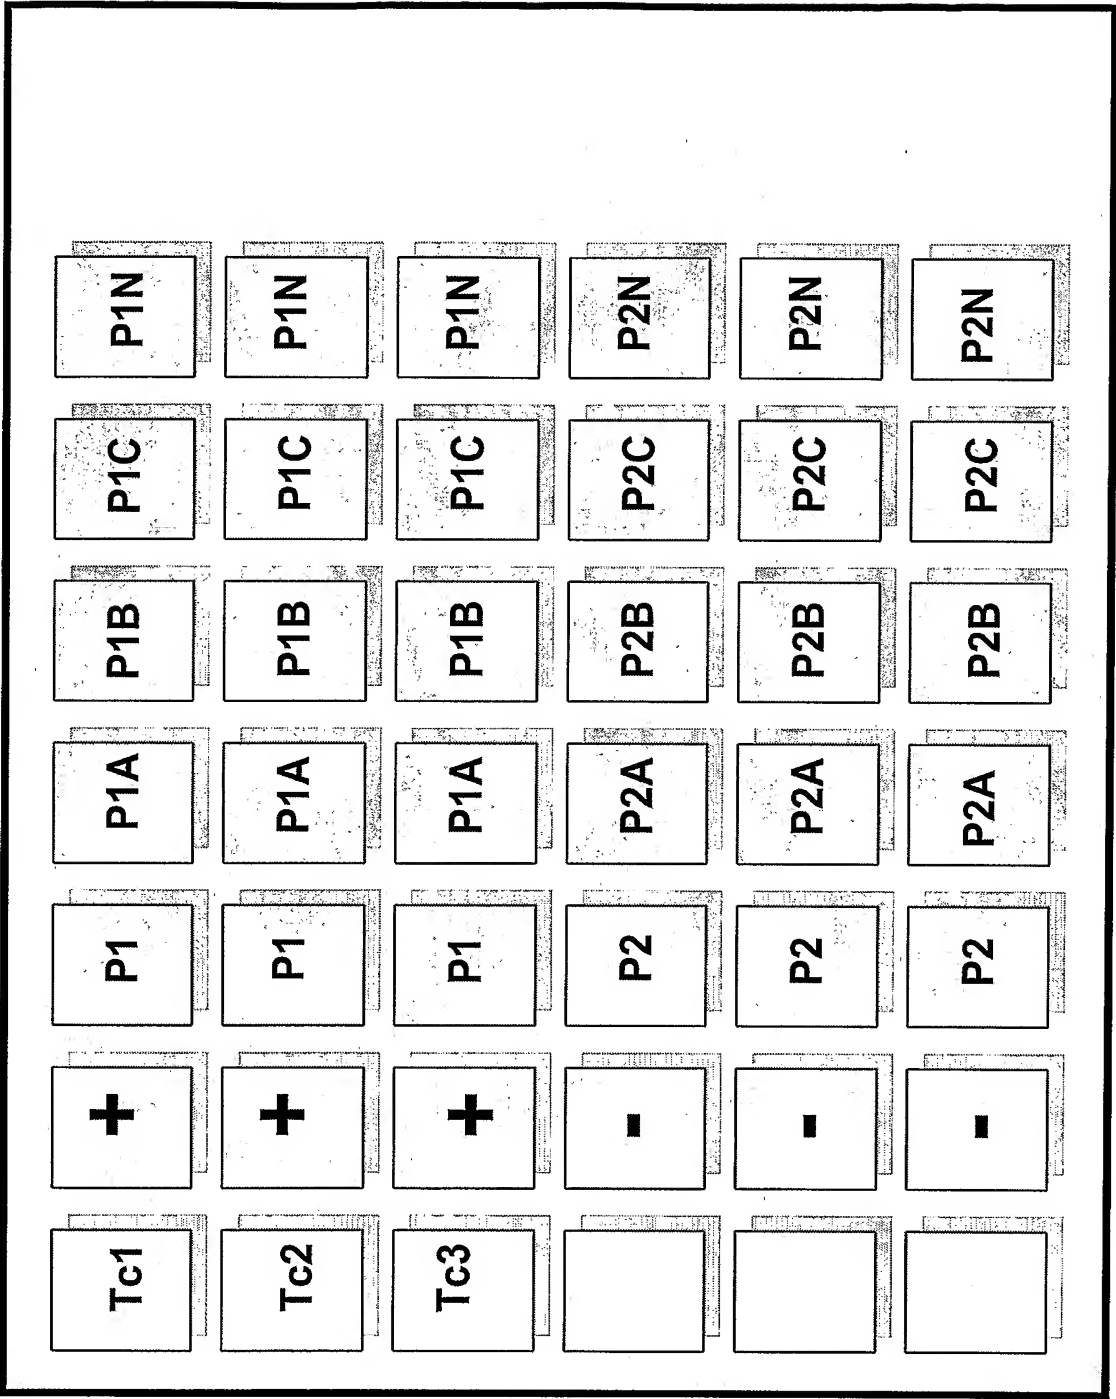 Tc1 + P1 P1A P1B P1C P1N
Tc2 + P1 P1A P1B P1C P1N
Tc3 + P1 P1A P1B P1C P1N
- P2 P2A P2B P2C P2N
- P2 P2A P2B P2C P2N
- P2 P2A P2B P2C P2N